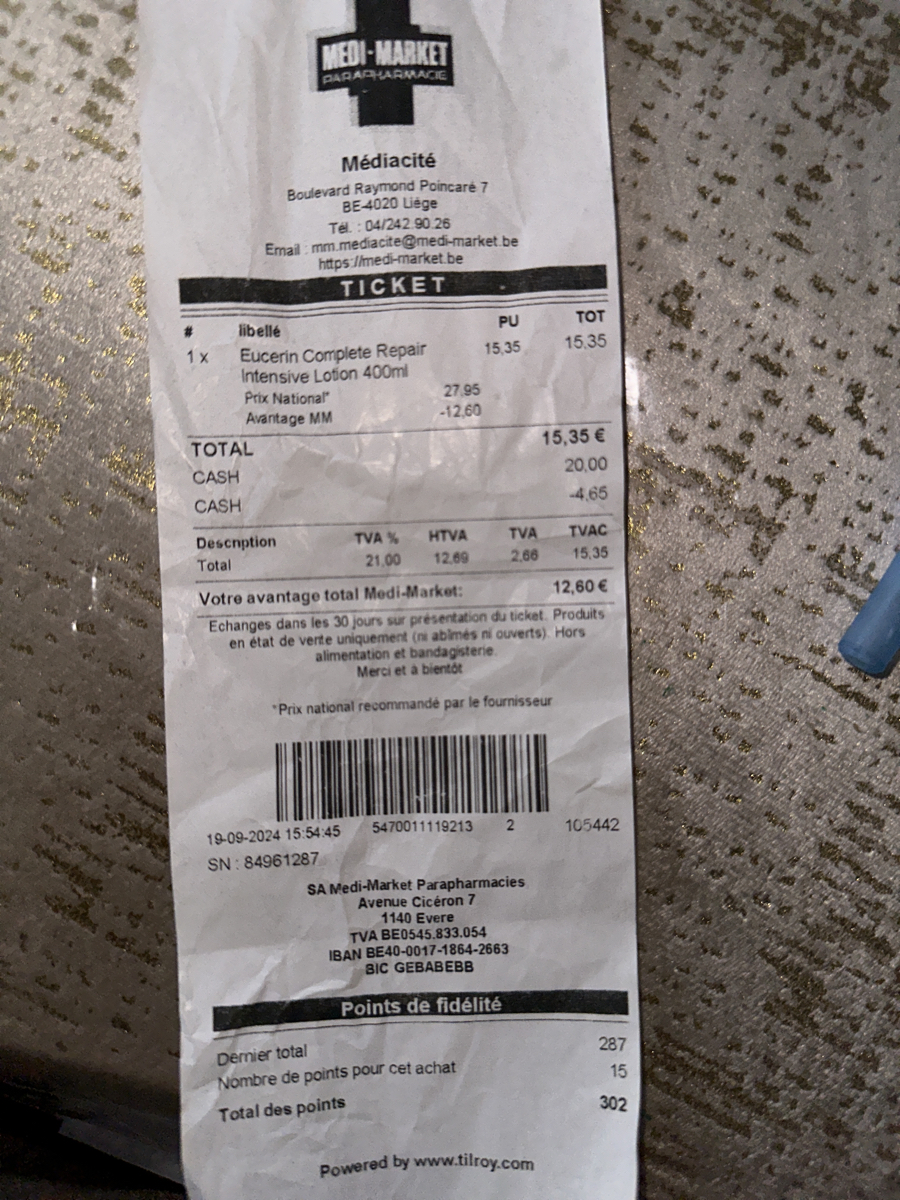 MEDI-MARKET
PARAPHARMACIE
Médiacité
Boulevard Raymond Poincaré 7
BE-4020 Liège
Tél. : 04/242.90.26
Email : mm.mediacite@medi-market.be
https://medi-market.be
TICKET
# libellé PU TOT
1 x Eucerin Complete Repair 15,35 15,35
Intensive Lotion 400ml
Prix National* 27,95
Avantage MM -12,60
TOTAL 15,35 €
CASH 20,00
CASH -4,65
Description TVA % HTVA TVA TVAC
Total 21,00 12,69 2,66 15,35
Votre avantage total Medi-Market: 12,60 €
Echanges dans les 30 jours sur présentation du ticket. Produits
en état de vente uniquement (ni abîmés ni ouverts). Hors
alimentation et bandagisterie.
Merci et à bientôt
*Prix national recommandé par le fournisseur
19-09-2024 15:54:45 5470011119213 2 105442
SN : 84961287
SA Medi-Market Parapharmacies
Avenue Cicéron 7
1140 Evere
TVA BE0545.833.054
IBAN BE40-0017-1864-2663
BIC GEBABEBB
Points de fidélité
Dernier total 287
Nombre de points pour cet achat 15
Total des points 302
Powered by www.tilroy.com